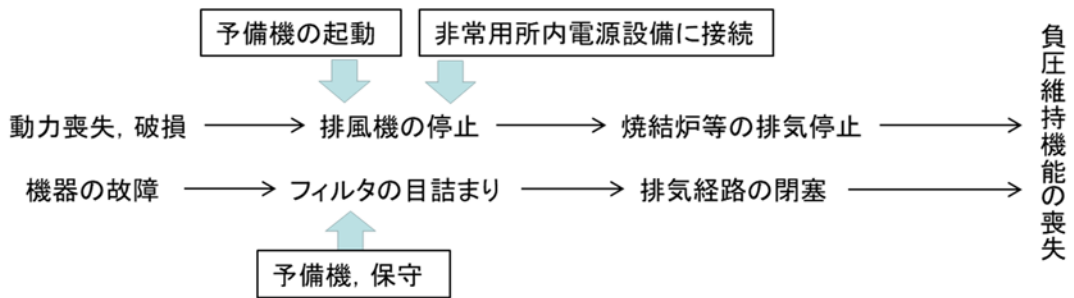 予備機の起動
非常用所内電源設備に接続
動力喪失，破損
排風機の停止
焼結炉等の排気停止
機器の故障
フィルタの目詰まり
排気経路の閉塞
予備機，保守
負圧維持機能の喪失